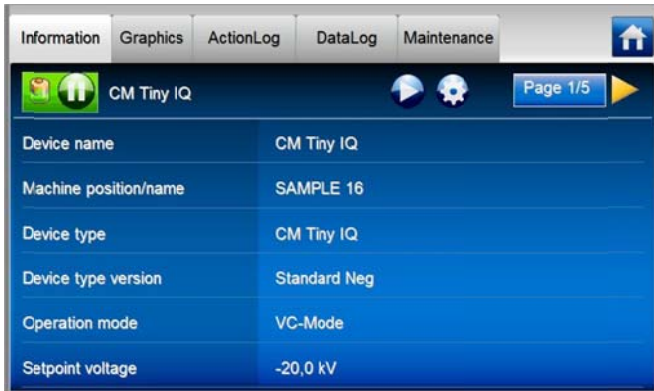 Information Graphics ActionLog DataLog Maintenance
CM Tiny IQ Page 1/5
Device name CM Tiny IQ
Machine position/name SAMPLE 16
Device type CM Tiny IQ
Device type version Standard Neg
Operation mode VC-Mode
Setpoint voltage -20,0 kV